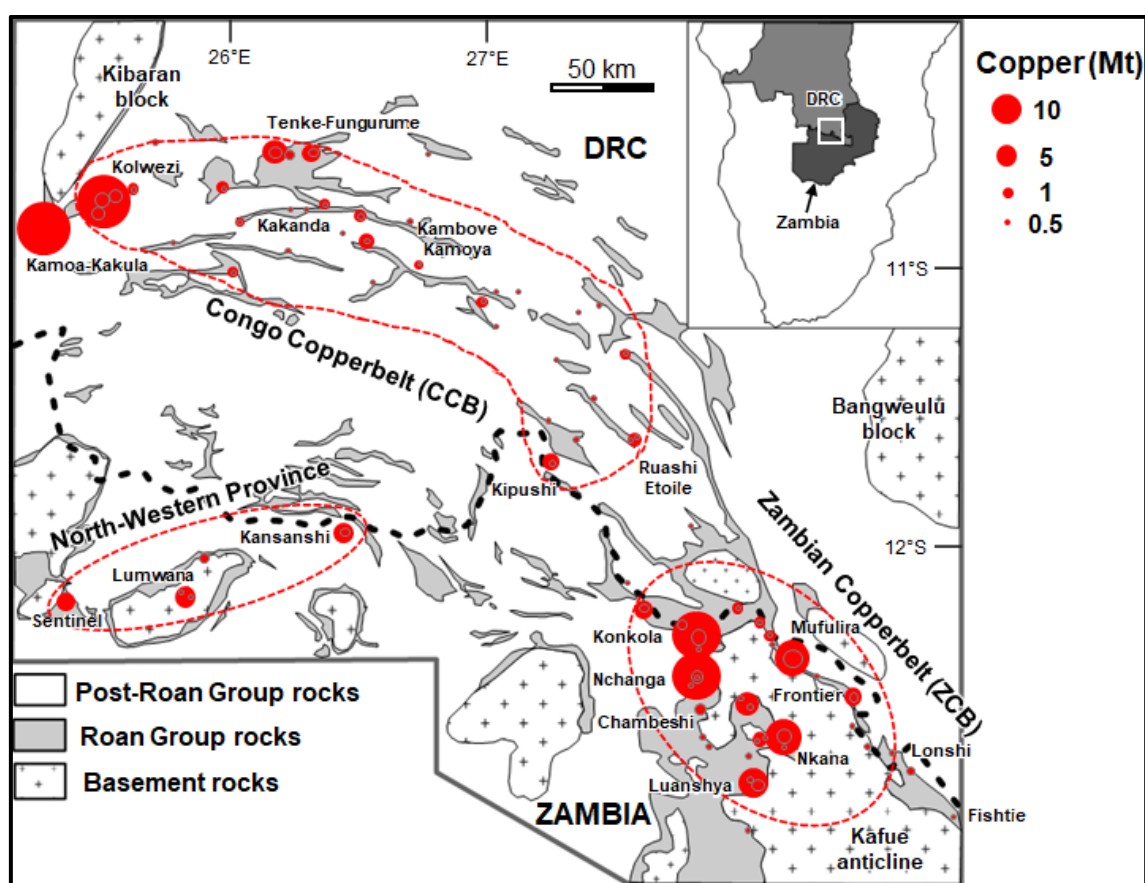 26°E
27°E
50 km
Kibaran
block
Tenke-Fungurume
DRC
Kolwezi
Kakanda
Kambove
Kamoya
Kamoa-Kakula
11°S
Congo Copperbelt (CCB)
Bangweulu
block
Ruashi
Etoile
Kipushi
North-Western Province
Kansanshi
12°S
Lumwana
Sentinel
Zambian Copperbelt (ZCB)
Konkola
Mufulira
Nchanga
Frontier
Chambeshi
Lonshi
Nkana
Luanshya
ZAMBIA
Fishtie
Kafue
anticline
Post-Roan Group rocks
Roan Group rocks
Basement rocks
DRC
Zambia
Copper (Mt)
10
5
1
0.5